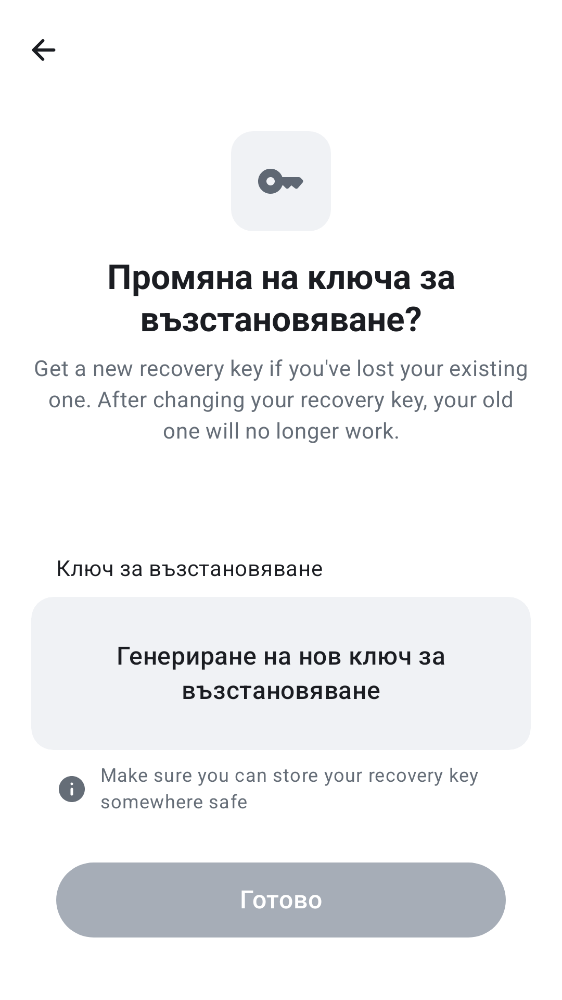 Промяна на ключа за
възстановяване?
Get a new recovery key if you've lost your existing
one. After changing your recovery key, your old
one will no longer work.
Ключ за възстановяване
Генериране на нов ключ за
възстановяване
Make sure you can store your recovery key
somewhere safe
Готово